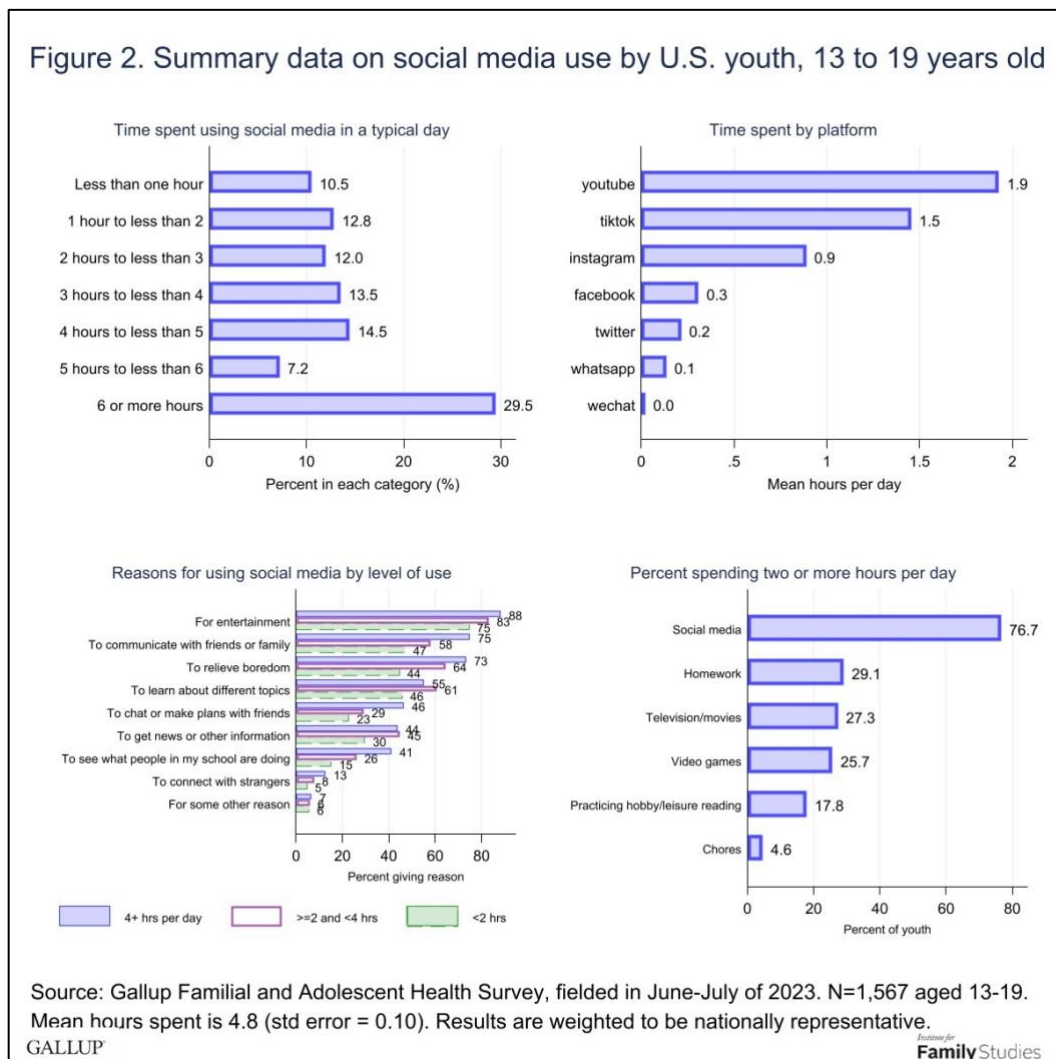 Figure 2. Summary data on social media use by U.S. youth, 13 to 19 years old
Time spent using social media in a typical day
Less than one hour 10.5
1 hour to less than 2 12.8
2 hours to less than 3 12.0
3 hours to less than 4 13.5
4 hours to less than 5 14.5
5 hours to less than 6 7.2
6 or more hours 29.5
0 10 20 30
Percent in each category (%)
Time spent by platform
youtube 1.9
tiktok 1.5
instagram 0.9
facebook 0.3
twitter 0.2
whatsapp 0.1
wechat 0.0
0 .5 1 1.5 2
Mean hours per day
Reasons for using social media by level of use
For entertainment 88 83 75
To communicate with friends or family 75 58 47
To relieve boredom 73 64 44
To learn about different topics 55 61 46
To chat or make plans with friends 46 29 23
To get news or other information 44 45 30
To see what people in my school are doing 41 26 15
To connect with strangers 13 8 5
For some other reason 7 6
0 20 40 60 80
Percent giving reason
4+ hrs per day >=2 and <4 hrs <2 hrs
Percent spending two or more hours per day
Social media 76.7
Homework 29.1
Television/movies 27.3
Video games 25.7
Practicing hobby/leisure reading 17.8
Chores 4.6
0 20 40 60 80
Percent of youth
Source: Gallup Familial and Adolescent Health Survey, fielded in June-July of 2023. N=1,567 aged 13-19.
Mean hours spent is 4.8 (std error = 0.10). Results are weighted to be nationally representative.
GALLUP
Institute for
Family Studies